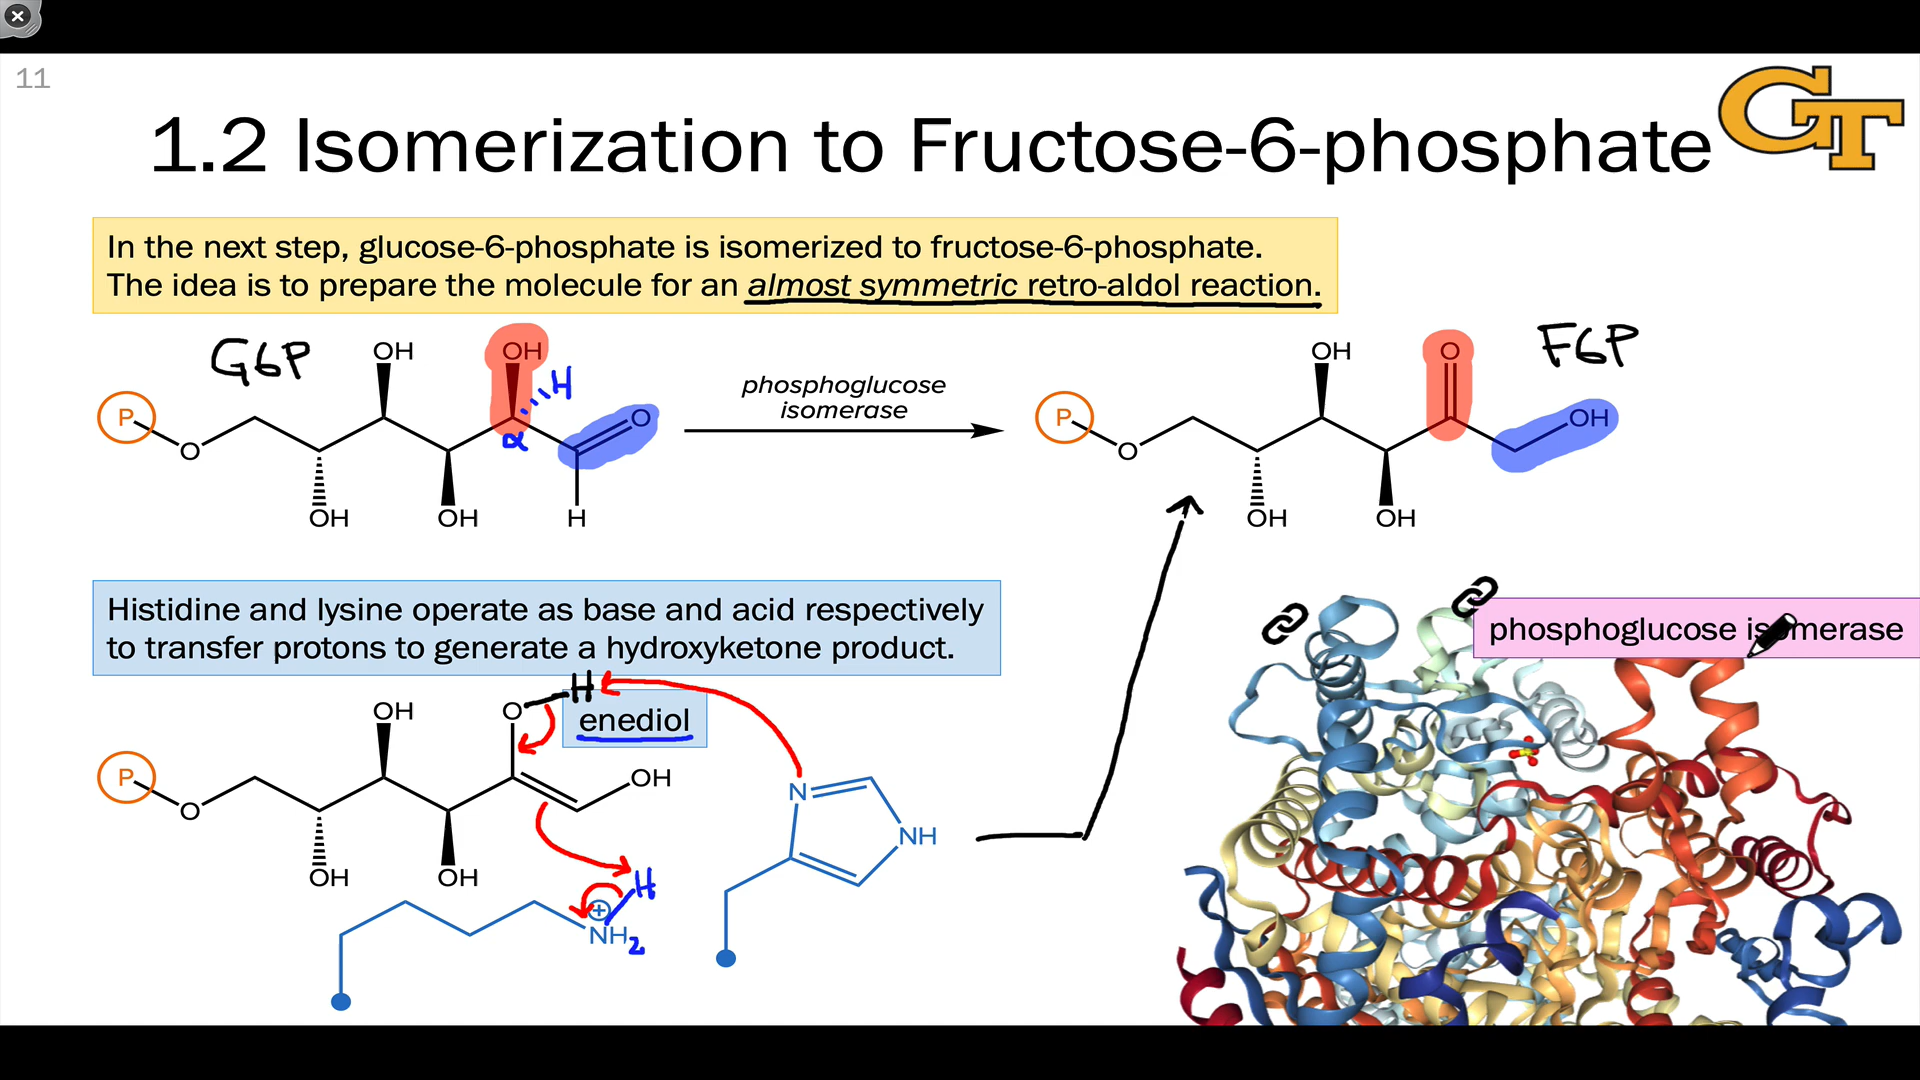 11
GT
1.2 Isomerization to Fructose-6-phosphate
In the next step, glucose-6-phosphate is isomerized to fructose-6-phosphate.
The idea is to prepare the molecule for an almost symmetric retro-aldol reaction.
G6P
OH
OH
H
P
O
O
α
OH
OH
H
phosphoglucose
isomerase
OH
O
F6P
P
O
OH
OH
OH
Histidine and lysine operate as base and acid respectively
to transfer protons to generate a hydroxyketone product.
phosphoglucose isomerase
OH
O
H
enediol
P
O
OH
OH
OH
N
NH
H
+
NH2